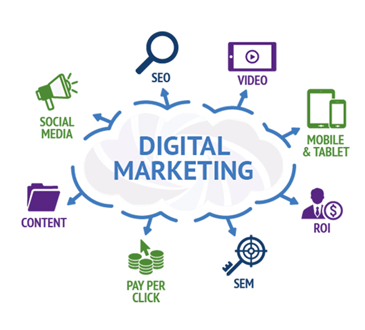 SEO
VIDEO
SOCIAL
MEDIA
MOBILE
& TABLET
DIGITAL
MARKETING
CONTENT
ROI
PAY PER
CLICK
SEM
$